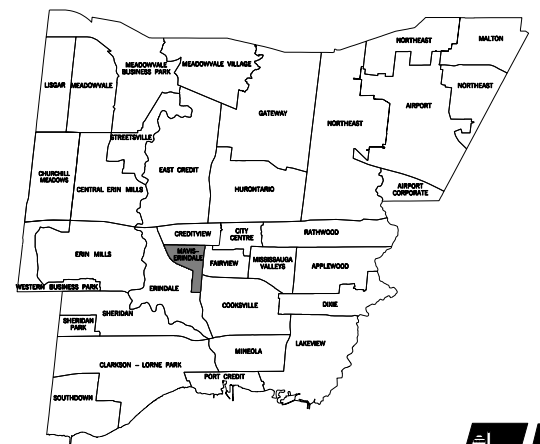 NORTHEAST
MALTON
MEADOWVALE
BUSINESS PARK
MEADOWVALE VILLAGE
LISGAR
MEADOWVALE
NORTHEAST
AIRPORT
GATEWAY
NORTHEAST
STREETSVILLE
EAST CREDIT
CHURCHILL
MEADOWS
CENTRAL ERIN MILLS
HURONTARIO
AIRPORT
CORPORATE
CREDITVIEW
CITY
CENTRE
RATHWOOD
ERIN MILLS
MAVIS-
ERINDALE
FAIRVIEW
MISSISSAUGA
VALLEYS
APPLEWOOD
WESTERN BUSINESS PARK
ERINDALE
COOKSVILLE
DIXIE
SHERIDAN
SHERIDAN
PARK
LAKEVIEW
MINEOLA
CLARKSON - LORNE PARK
PORT CREDIT
SOUTHDOWN